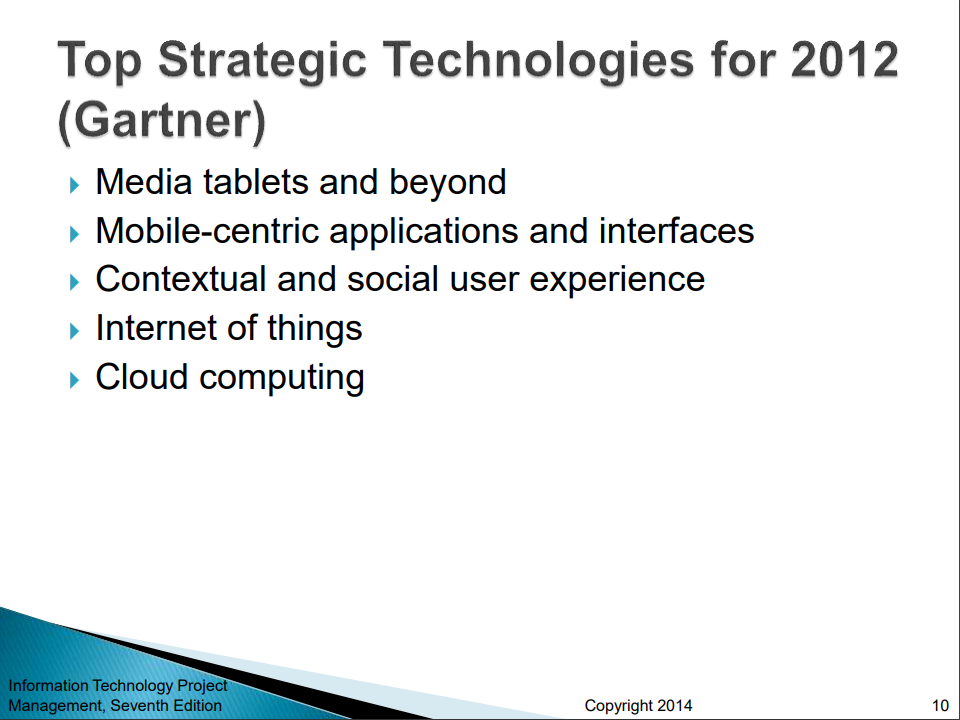 Top Strategic Technologies for 2012
(Gartner)
Media tablets and beyond
Mobile-centric applications and interfaces
Contextual and social user experience
Internet of things
Cloud computing
Information Technology Project
Management, Seventh Edition
Copyright 2014
10